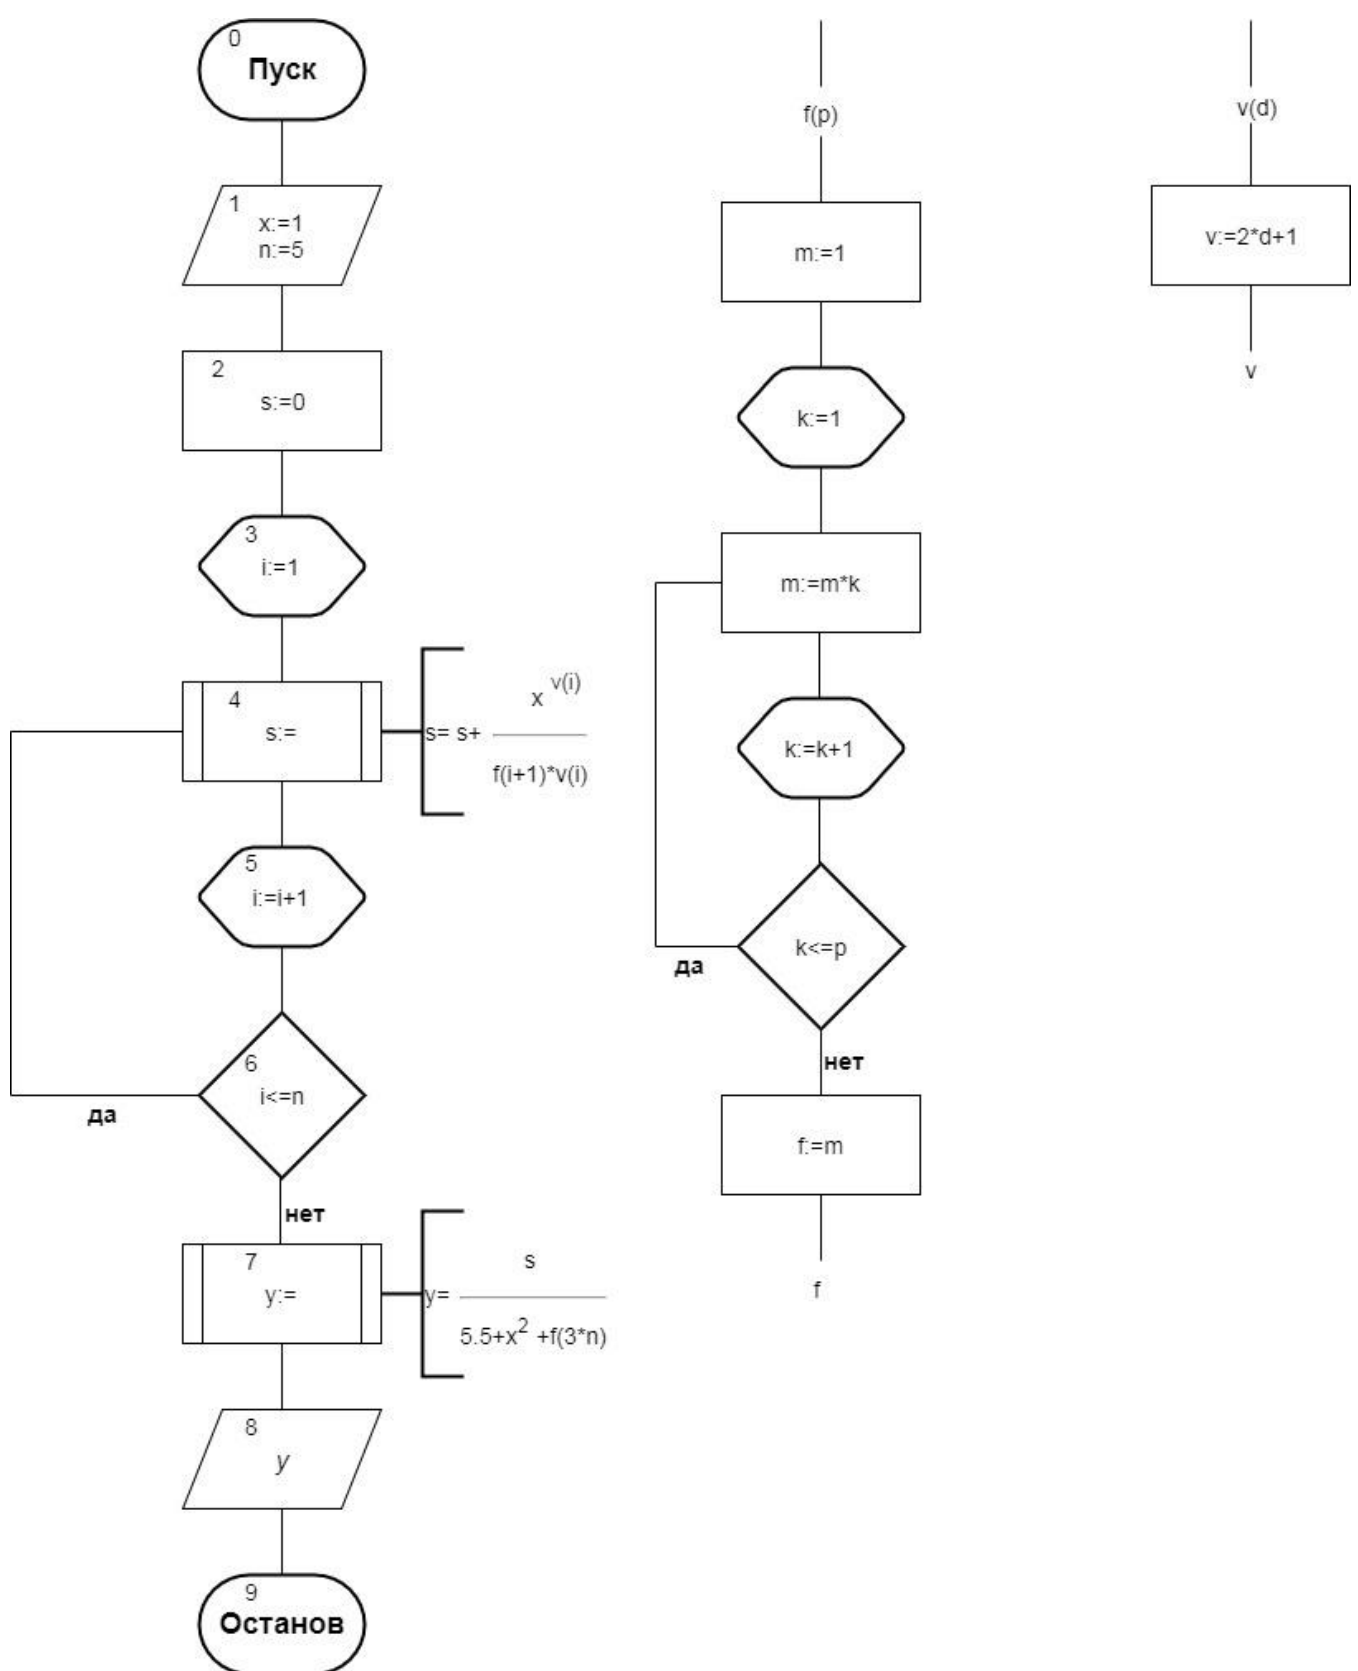 0
Пуск
1
x:=1
n:=5
2
s:=0
3
i:=1
4
s:=
s= s+
x v(i)
f(i+1)*v(i)
5
i:=i+1
6
i<=n
да
нет
7
y:=
y=
s
5.5+x2 +f(3*n)
8
y
9
Останов
f(p)
m:=1
k:=1
m:=m*k
k:=k+1
k<=p
да
нет
f:=m
f
v(d)
v:=2*d+1
v